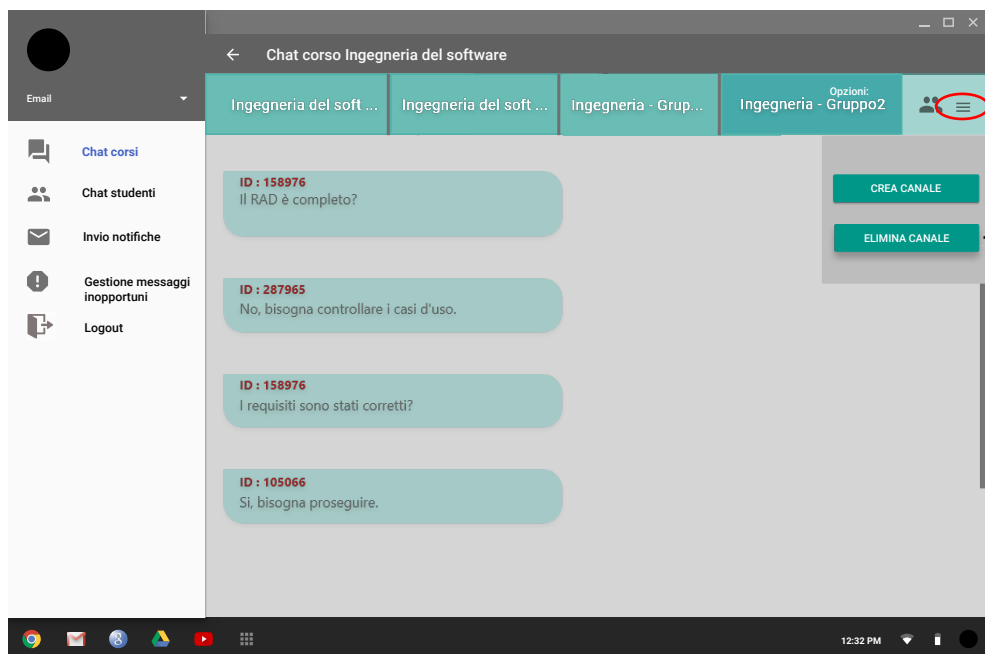 Chat corso Ingegneria del software
Email
Ingegneria del soft ...
Ingegneria del soft ...
Ingegneria - Grup...
Opzioni:
Ingegneria - Gruppo2
Chat corsi
Chat studenti
Invio notifiche
Gestione messaggi
inopportuni
Logout
ID : 158976
Il RAD è completo?
ID : 287965
No, bisogna controllare i casi d'uso.
ID : 158976
I requisiti sono stati corretti?
ID : 105066
Si, bisogna proseguire.
CREA CANALE
ELIMINA CANALE
12:32 PM